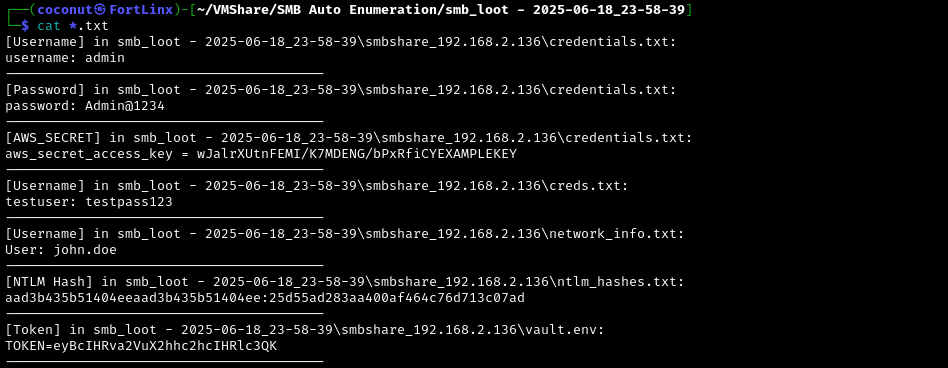 ┌──(coconut㉿FortLinx)-[~/VMShare/SMB Auto Enumeration/smb_loot - 2025-06-18_23-58-39]
└─$ cat *.txt
[Username] in smb_loot - 2025-06-18_23-58-39\smbshare_192.168.2.136\credentials.txt:
username: admin
────────────────────────────────────────
[Password] in smb_loot - 2025-06-18_23-58-39\smbshare_192.168.2.136\credentials.txt:
password: Admin@1234
────────────────────────────────────────
[AWS_SECRET] in smb_loot - 2025-06-18_23-58-39\smbshare_192.168.2.136\credentials.txt:
aws_secret_access_key = wJalrXUtnFEMI/K7MDENG/bPxRfiCYEXAMPLEKEY
────────────────────────────────────────
[Username] in smb_loot - 2025-06-18_23-58-39\smbshare_192.168.2.136\creds.txt:
testuser: testpass123
────────────────────────────────────────
[Username] in smb_loot - 2025-06-18_23-58-39\smbshare_192.168.2.136\network_info.txt:
User: john.doe
────────────────────────────────────────
[NTLM Hash] in smb_loot - 2025-06-18_23-58-39\smbshare_192.168.2.136\ntlm_hashes.txt:
aad3b435b51404eeaad3b435b51404ee:25d55ad283aa400af464c76d713c07ad
────────────────────────────────────────
[Token] in smb_loot - 2025-06-18_23-58-39\smbshare_192.168.2.136\vault.env:
TOKEN=eyBcIHRva2VuX2hhc2hcIHRlc3QK
────────────────────────────────────────